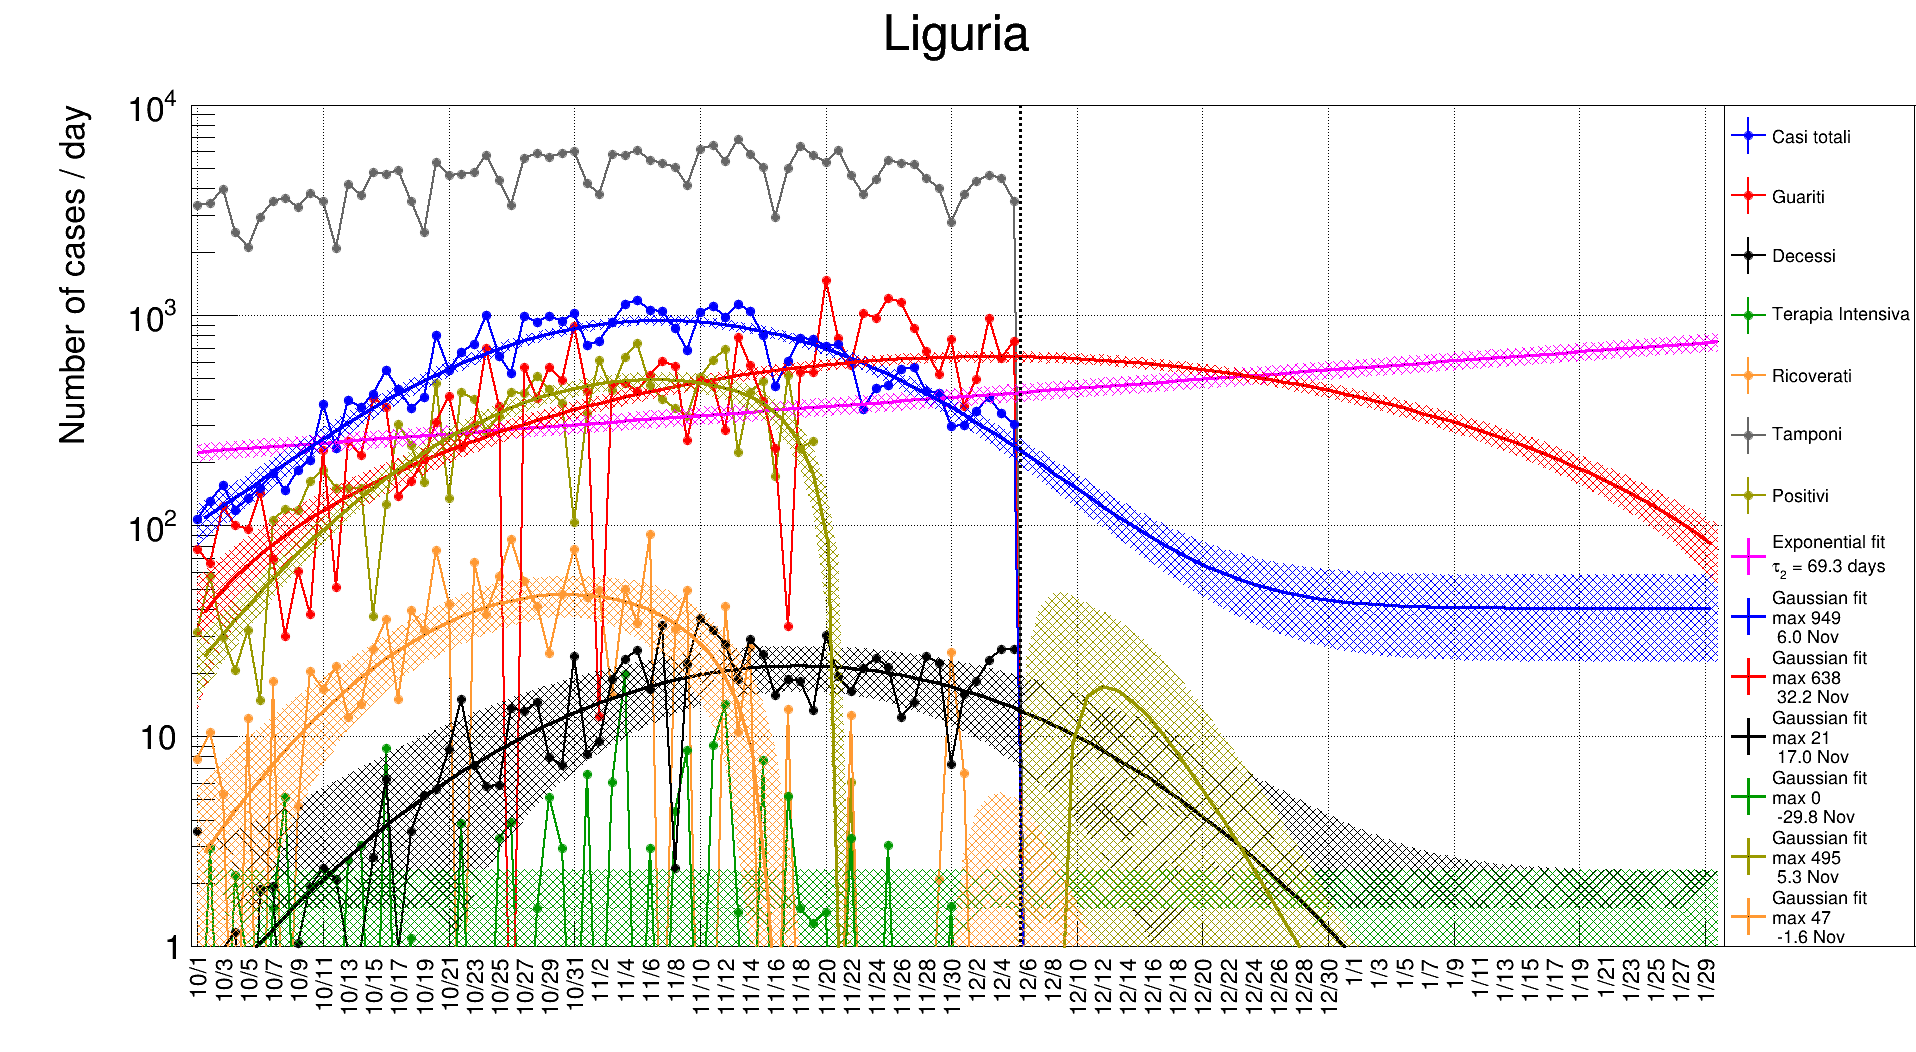 Liguria
Number of cases / day
10^4
10^3
10^2
10
1
10/1 10/3 10/5 10/7 10/9 10/11 10/13 10/15 10/17 10/19 10/21 10/23 10/25 10/27 10/29 10/31 11/2 11/4 11/6 11/8 11/10 11/12 11/14 11/16 11/18 11/20 11/22 11/24 11/26 11/28 11/30 12/2 12/4 12/6 12/8 12/10 12/12 12/14 12/16 12/18 12/20 12/22 12/24 12/26 12/28 12/30 1/1 1/3 1/5 1/7 1/9 1/11 1/13 1/15 1/17 1/19 1/21 1/23 1/25 1/27 1/29
Casi totali
Guariti
Decessi
Terapia Intensiva
Ricoverati
Tamponi
Positivi
Exponential fit
τ2 = 69.3 days
Gaussian fit
max 949
6.0 Nov
Gaussian fit
max 638
32.2 Nov
Gaussian fit
max 21
17.0 Nov
Gaussian fit
max 0
-29.8 Nov
Gaussian fit
max 495
5.3 Nov
Gaussian fit
max 47
-1.6 Nov